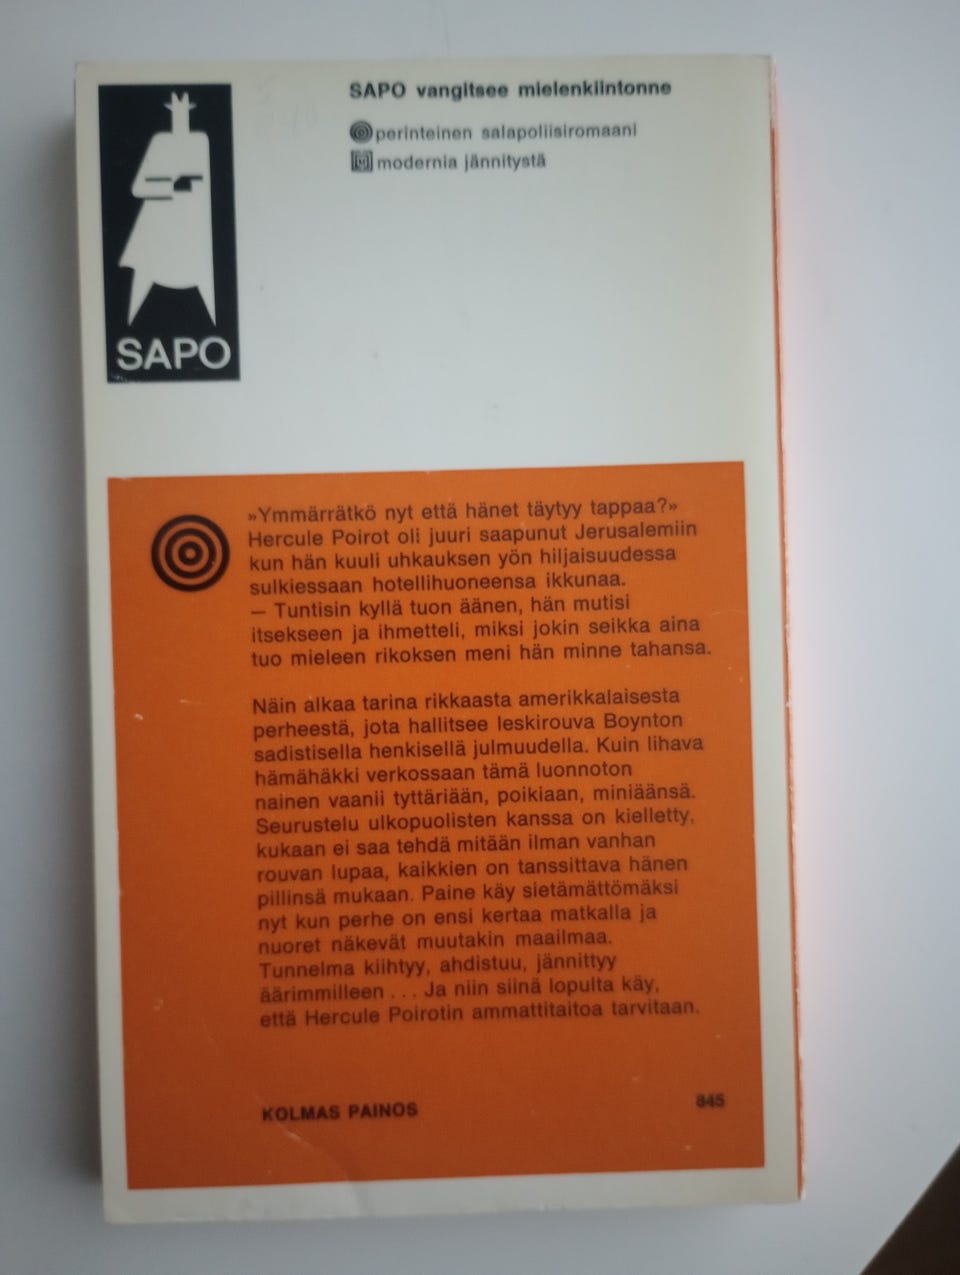 SAPO vangitsee mielenkiintonne
perinteinen salapoliisiromaani
M modernia jännitystä
SAPO
»Ymmärrätkö nyt että hänet täytyy tappaa?»
Hercule Poirot oli juuri saapunut Jerusalemiin
kun hän kuuli uhkauksen yön hiljaisuudessa
sulkiessaan hotellihuoneensa ikkunaa.
— Tuntisin kyllä tuon äänen, hän mutisi
itsekseen ja ihmetteli, miksi jokin seikka aina
tuo mieleen rikoksen meni hän minne tahansa.
Näin alkaa tarina rikkaasta amerikkalaisesta
perheestä, jota hallitsee leskirouva Boynton
sadistisella henkisellä julmuudella. Kuin lihava
hämähäkki verkossaan tämä luonnoton
nainen vaanii tyttäriään, poikiaan, miniäänsä.
Seurustelu ulkopuolisten kanssa on kielletty,
kukaan ei saa tehdä mitään ilman vanhan
rouvan lupaa, kaikkien on tanssittava hänen
pillinsä mukaan. Paine käy sietämättömäksi
nyt kun perhe on ensi kertaa matkalla ja
nuoret näkevät muutakin maailmaa.
Tunnelma kiihtyy, ahdistuu, jännittyy
äärimmilleen . . . Ja niin siinä lopulta käy,
että Hercule Poirotin ammattitaitoa tarvitaan.
KOLMAS PAINOS
845